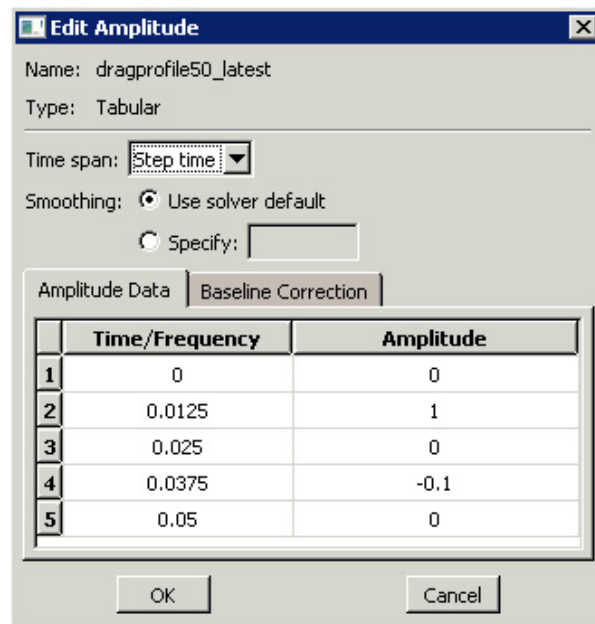 Edit Amplitude
Name: dragprofile50_latest
Type: Tabular
Time span: Step time
Smoothing: Use solver default
Specify:
Amplitude Data Baseline Correction
Time/Frequency Amplitude
1 0 0
2 0.0125 1
3 0.025 0
4 0.0375 -0.1
5 0.05 0
OK Cancel